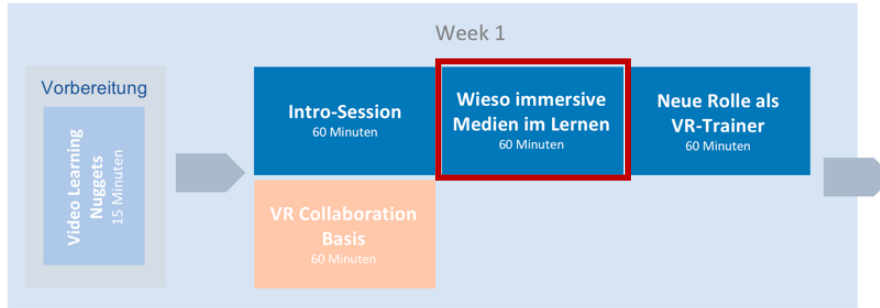 Week 1
Vorbereitung
Video Learning
Nuggets
15 Minuten
Intro-Session
60 Minuten
Wieso immersive
Medien im Lernen
60 Minuten
Neue Rolle als
VR-Trainer
60 Minuten
VR Collaboration
Basis
60 Minuten